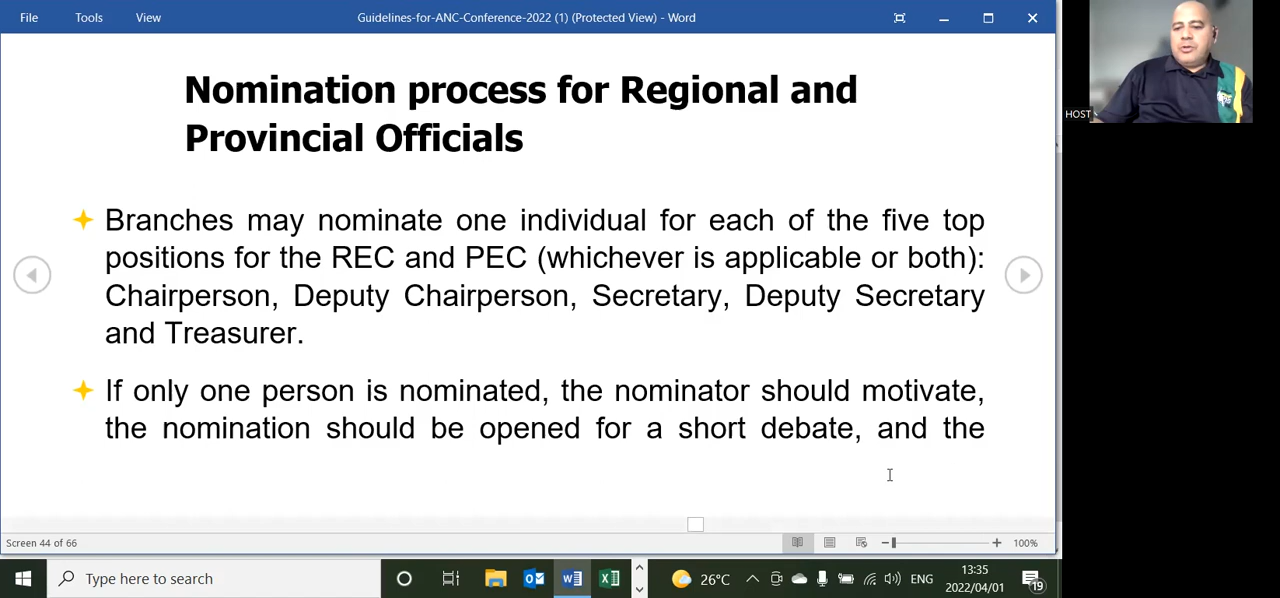 File Tools View Guidelines-for-ANC-Conference-2022 (1) (Protected View) - Word
HOST
Nomination process for Regional and
Provincial Officials
Branches may nominate one individual for each of the five top
positions for the REC and PEC (whichever is applicable or both):
Chairperson, Deputy Chairperson, Secretary, Deputy Secretary
and Treasurer.
If only one person is nominated, the nominator should motivate,
the nomination should be opened for a short debate, and the
Screen 44 of 66 100%
Type here to search 26°C ENG 13:35
2022/04/01 19